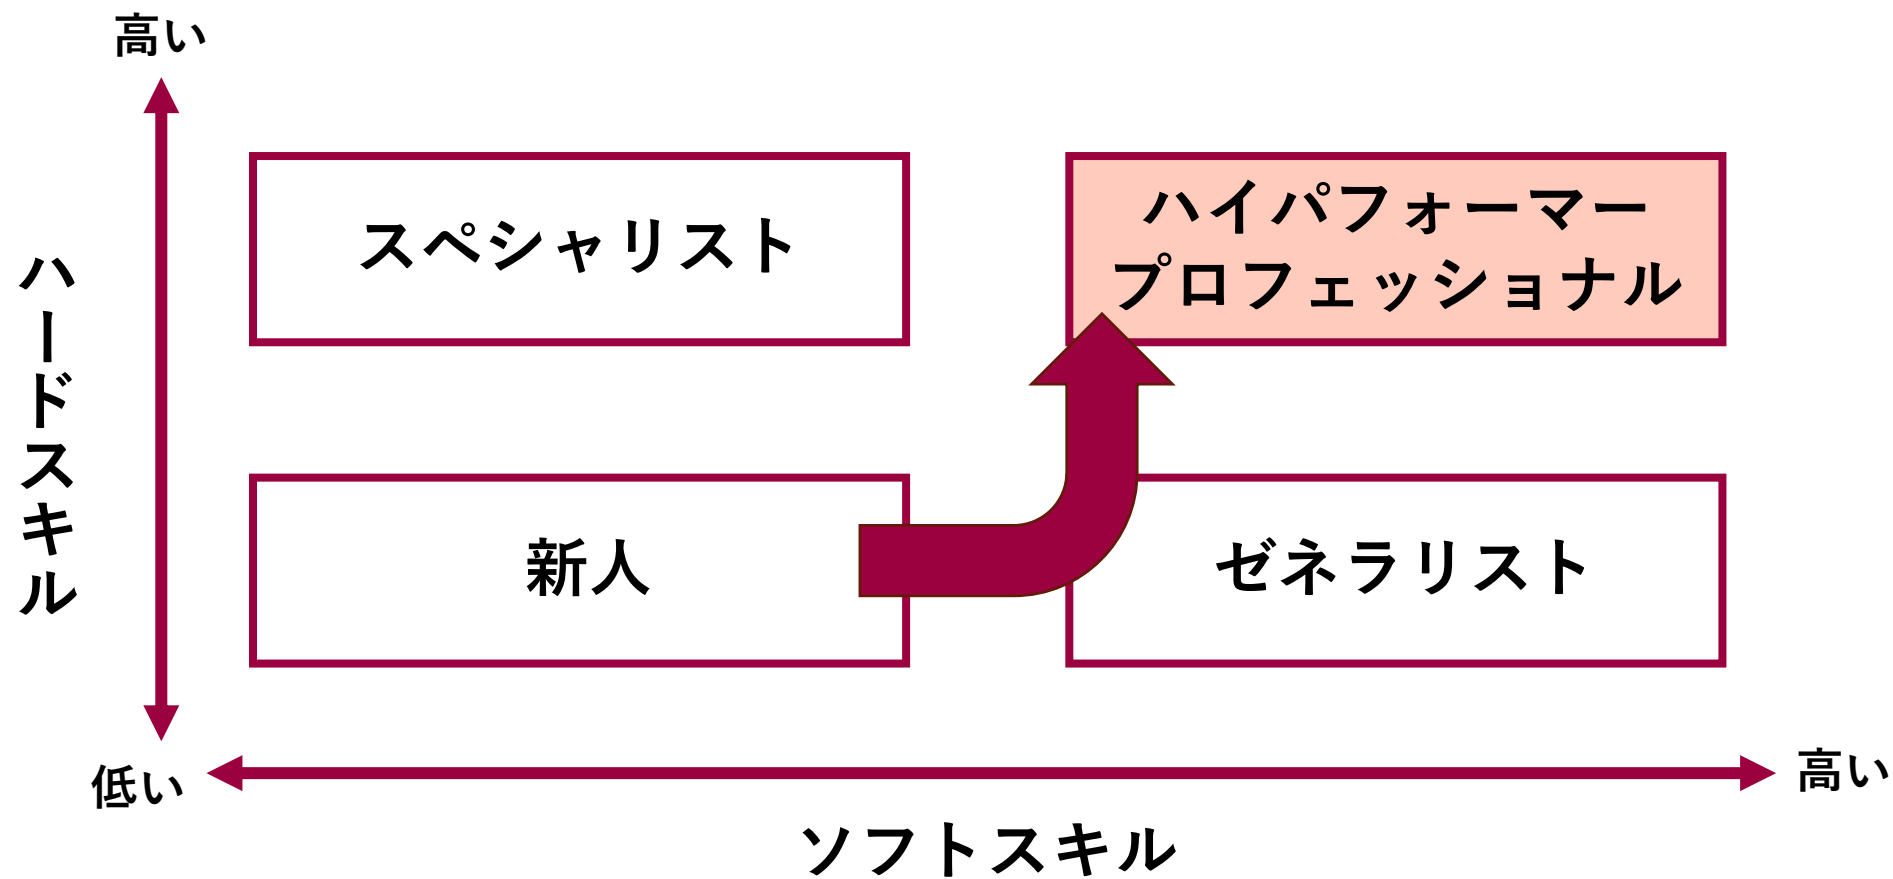 高い
スペシャリスト
ハイパフォーマー
プロフェッショナル
ハードスキル
新人
ゼネラリスト
低い
高い
ソフトスキル